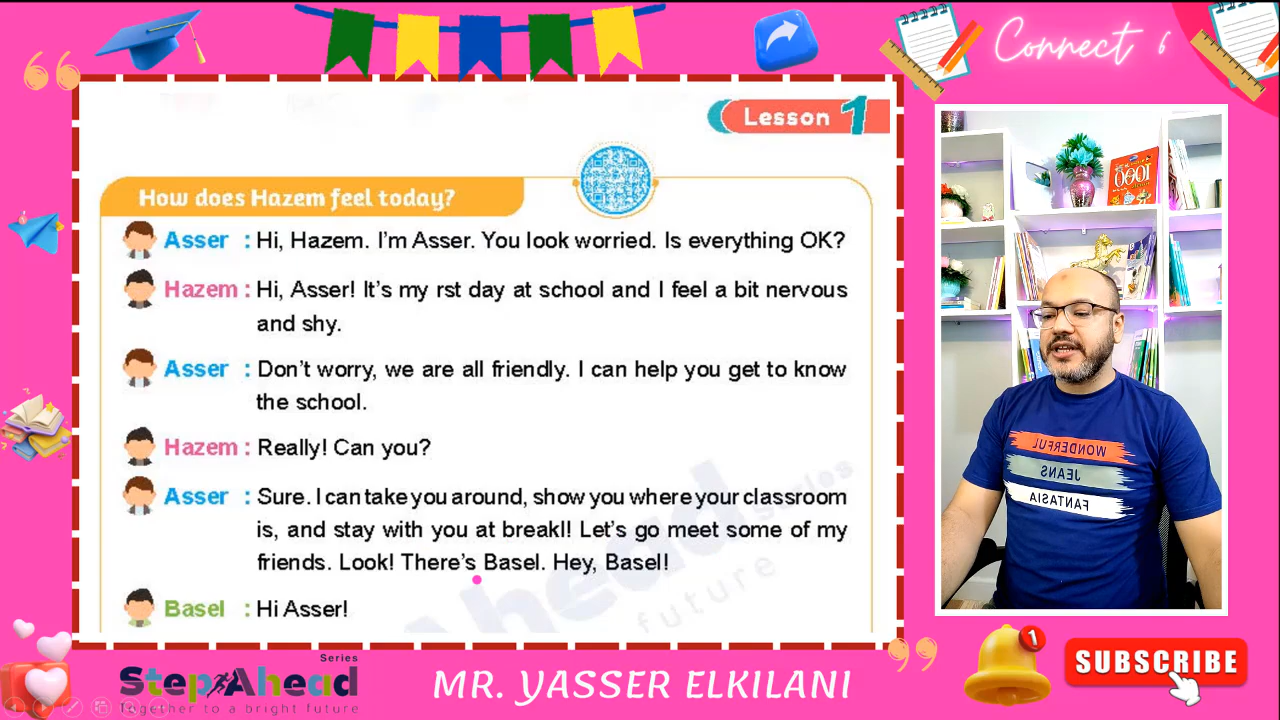 Connect 6
Lesson 1
How does Hazem feel today?
Asser : Hi, Hazem. I'm Asser. You look worried. Is everything OK?
Hazem : Hi, Asser! It's my rst day at school and I feel a bit nervous
and shy.
Asser : Don't worry, we are all friendly. I can help you get to know
the school.
Hazem : Really! Can you?
Asser : Sure. I can take you around, show you where your classroom
is, and stay with you at breakl! Let's go meet some of my
friends. Look! There's Basel. Hey, Basel!
Basel : Hi Asser!
Ahead
series
future
WONDERFUL
JEANS
FANTASIA
Series
StepAhead
Together to a bright future
MR. YASSER ELKILANI
1
SUBSCRIBE